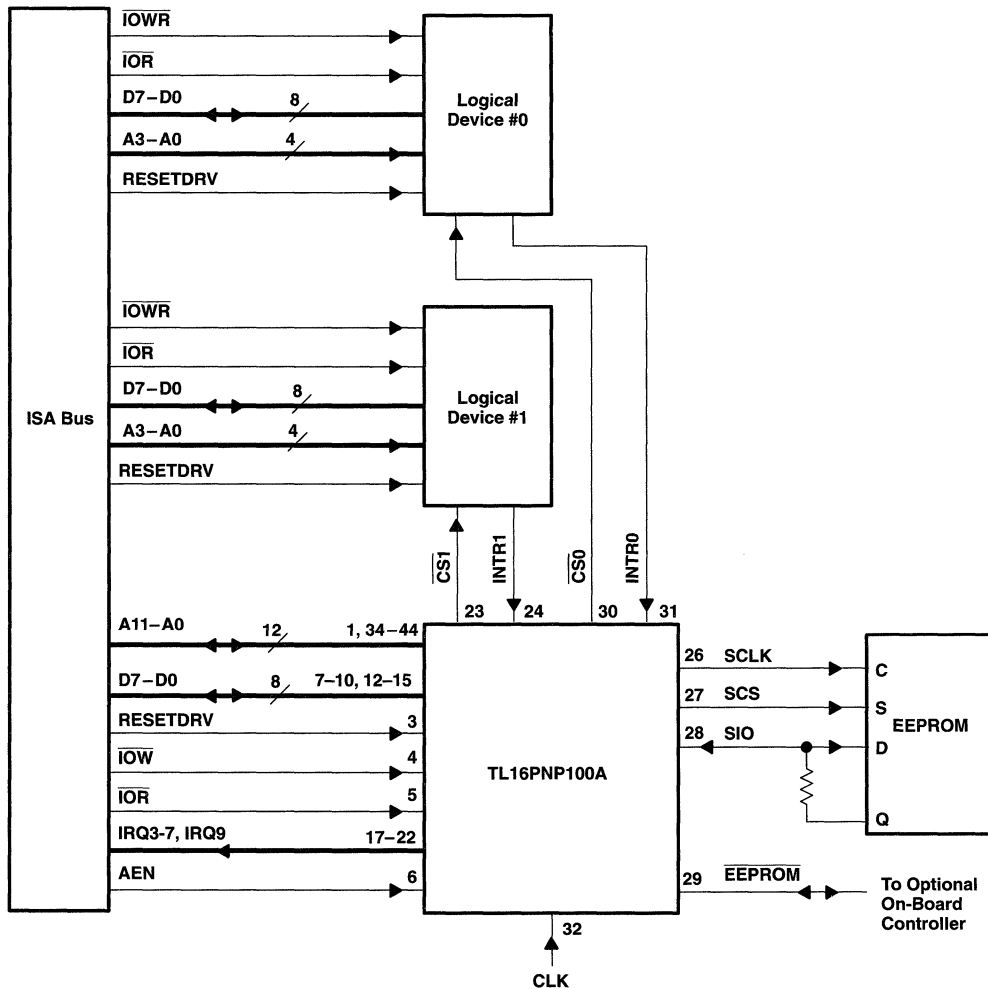 IOWR
IOR
D7–D0 8
A3–A0 4
RESETDRV
Logical
Device #0
IOWR
IOR
D7–D0 8
A3–A0 4
RESETDRV
Logical
Device #1
ISA Bus
CS1
INTR1
CS0
INTR0
23 24 30 31
A11–A0 12 1, 34–44
D7–D0 8 7–10, 12–15
RESETDRV 3
IOW 4
IOR 5
IRQ3-7, IRQ9 17–22
AEN 6
TL16PNP100A
26 SCLK C
27 SCS S
28 SIO D
Q
EEPROM
29 EEPROM
To Optional
On-Board
Controller
32
CLK